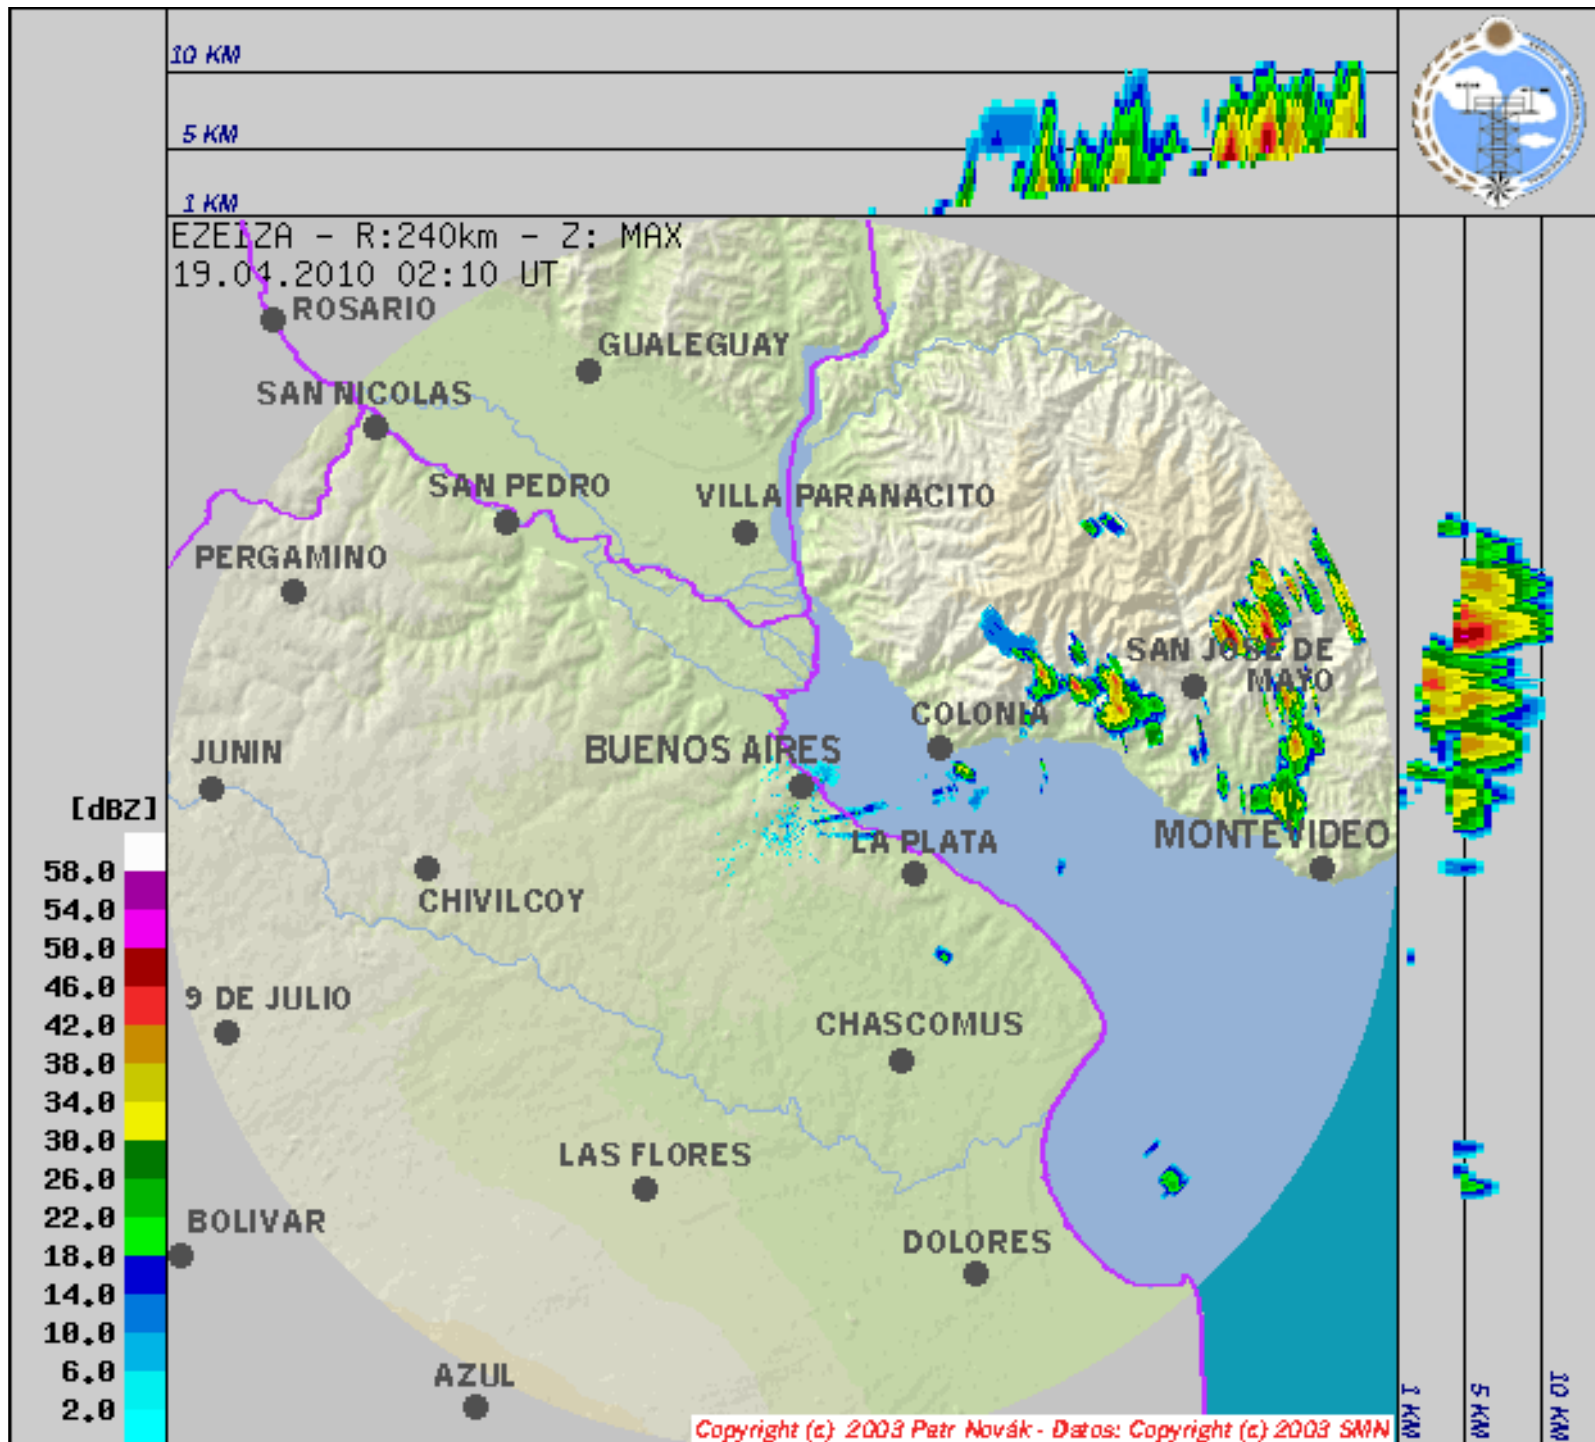 10 KM
5 KM
1 KM
EZEIZA - R:240km - Z: MAX
19.04.2010 02:10 UT
ROSARIO
GUALEGUAY
SAN NICOLAS
SAN PEDRO
VILLA PARANACITO
PERGAMINO
SAN JOSE DE
MAYO
COLONIA
JUNIN
BUENOS AIRES
[dBZ]
LA PLATA
MONTEVIDEO
58.0
54.0
50.0
46.0
42.0
38.0
34.0
30.0
26.0
22.0
18.0
14.0
10.0
6.0
2.0
CHIVILCOY
9 DE JULIO
CHASCOMUS
LAS FLORES
BOLIVAR
DOLORES
AZUL
1 KM
5 KM
10 KM
Copyright (c) 2003 Petr Novák - Datos: Copyright (c) 2003 SMN